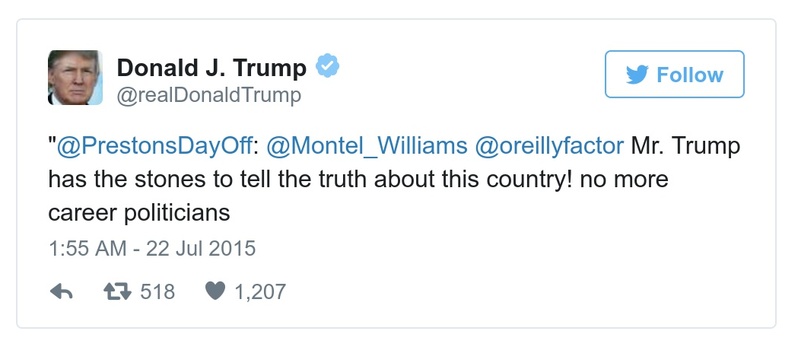 Donald J. Trump
Follow
@realDonaldTrump
"@PrestonsDayOff: @Montel_Williams @oreillyfactor Mr. Trump
has the stones to tell the truth about this country! no more
career politicians
1:55 AM - 22 Jul 2015
518 1,207